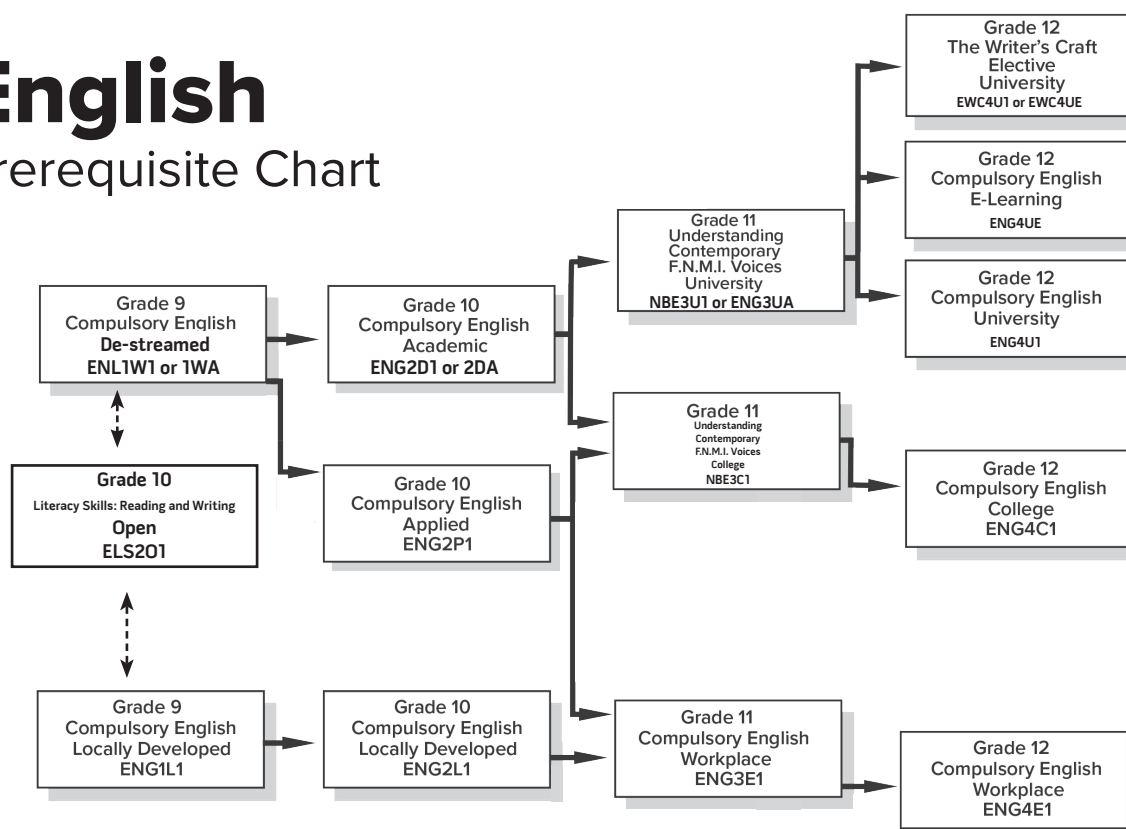 English
rerequisite Chart
Grade 12
The Writer's Craft
Elective
University
EWC4U1 or EWC4UE
Grade 12
Compulsory English
E-Learning
ENG4UE
Grade 11
Understanding
Contemporary
F.N.M.I. Voices
University
NBE3U1 or ENG3UA
Grade 12
Compulsory English
University
ENG4U1
Grade 9
Compulsory English
De-streamed
ENL1W1 or 1WA
Grade 10
Compulsory English
Academic
ENG2D1 or 2DA
Grade 11
Understanding
Contemporary
F.N.M.I. Voices
College
NBE3C1
Grade 10
Literacy Skills: Reading and Writing
Open
ELS2O1
Grade 10
Compulsory English
Applied
ENG2P1
Grade 12
Compulsory English
College
ENG4C1
Grade 9
Compulsory English
Locally Developed
ENG1L1
Grade 10
Compulsory English
Locally Developed
ENG2L1
Grade 11
Compulsory English
Workplace
ENG3E1
Grade 12
Compulsory English
Workplace
ENG4E1